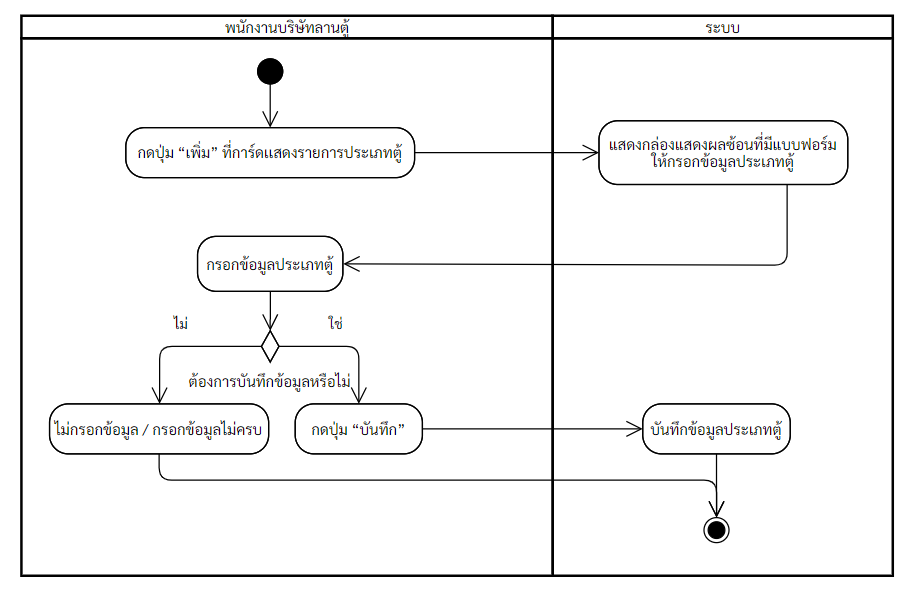 พนักงานบริษัทลานตู้
ระบบ
กดปุ่ม “เพิ่ม” ที่การ์ดแสดงรายการประเภทตู้
แสดงกล่องแสดงผลซ้อนที่มีแบบฟอร์ม
ให้กรอกข้อมูลประเภทตู้
กรอกข้อมูลประเภทตู้
ไม่
ใช่
ต้องการบันทึกข้อมูลหรือไม่
ไม่กรอกข้อมูล / กรอกข้อมูลไม่ครบ
กดปุ่ม “บันทึก”
บันทึกข้อมูลประเภทตู้